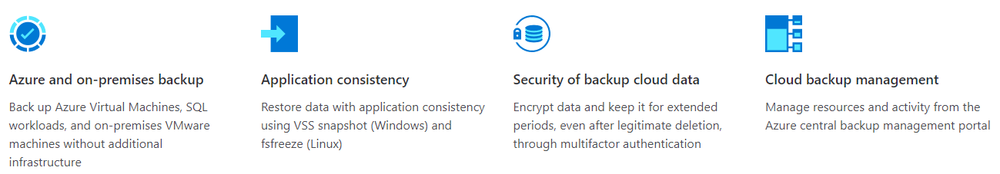 Azure and on-premises backup
Back up Azure Virtual Machines, SQL
workloads, and on-premises VMware
machines without additional
infrastructure
Application consistency
Restore data with application consistency
using VSS snapshot (Windows) and
fsfreeze (Linux)
Security of backup cloud data
Encrypt data and keep it for extended
periods, even after legitimate deletion,
through multifactor authentication
Cloud backup management
Manage resources and activity from the
Azure central backup management portal